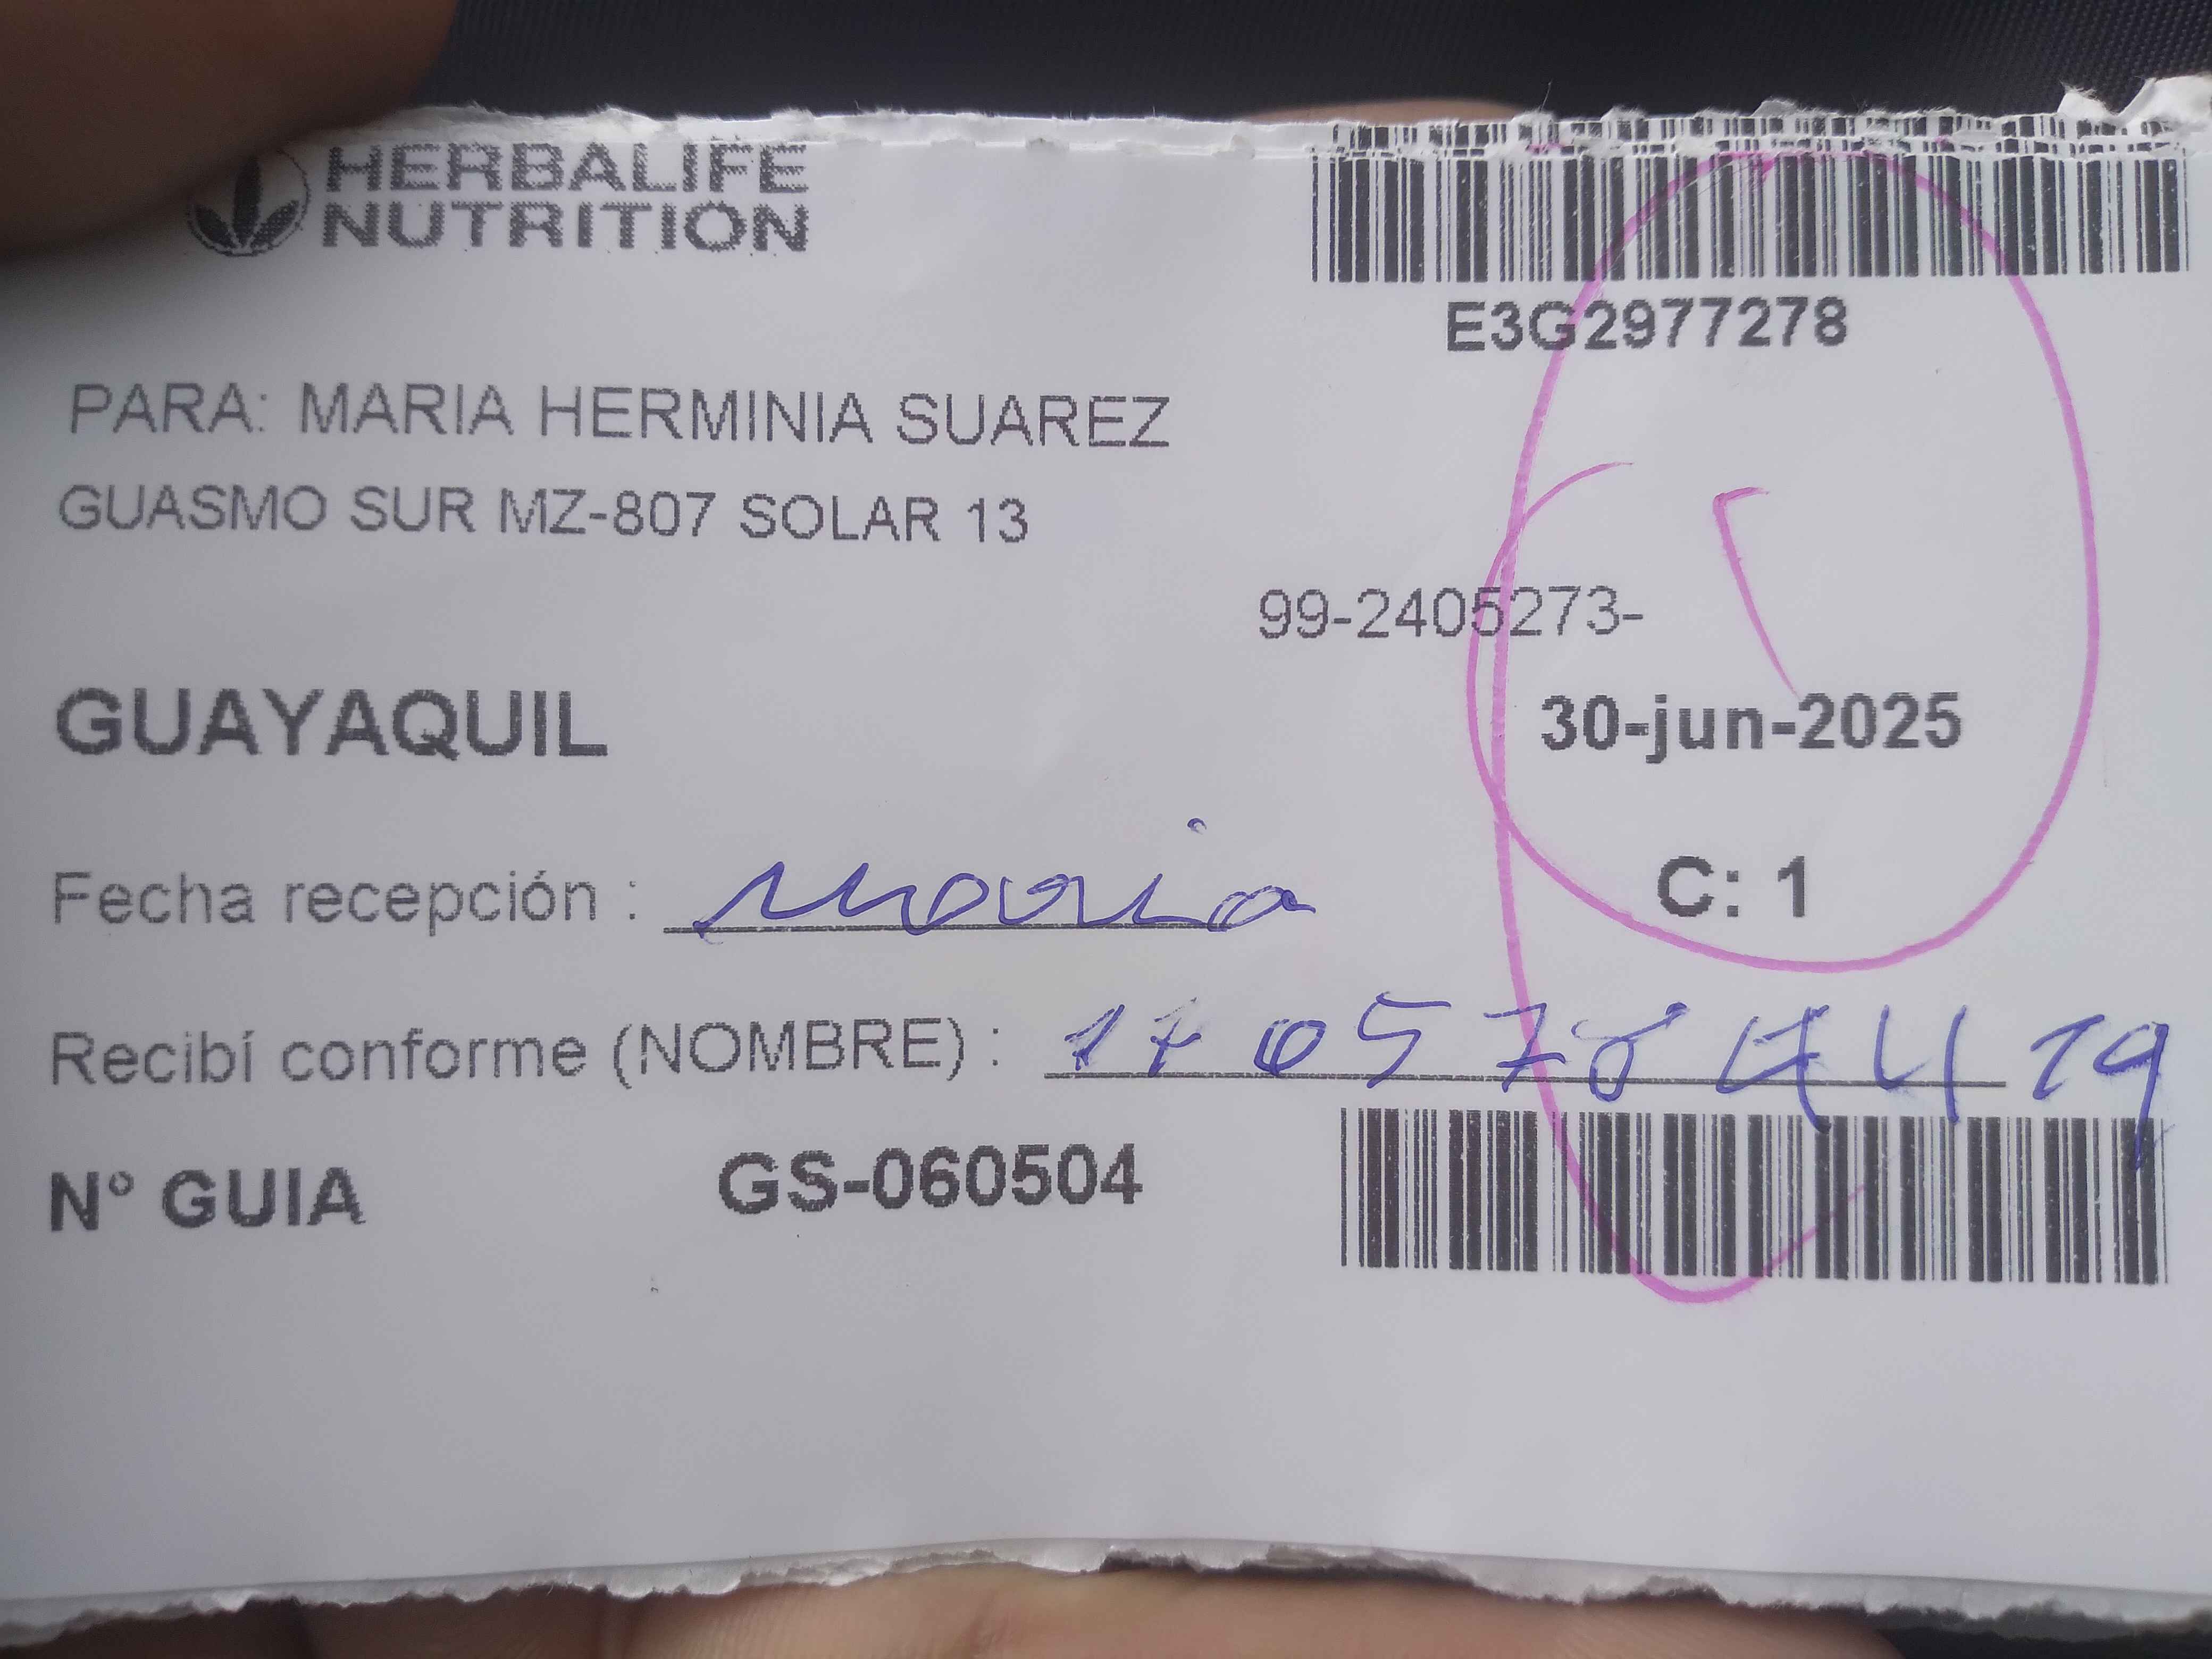 HERBALIFE
NUTRITION
E3G2977278
PARA: MARIA HERMINIA SUAREZ
GUASMO SUR MZ-807 SOLAR 13
99-2405273-
GUAYAQUIL
30-jun-2025
C: 1
Fecha recepción : Maria
Recibí conforme (NOMBRE) :
N° GUIA GS-060504